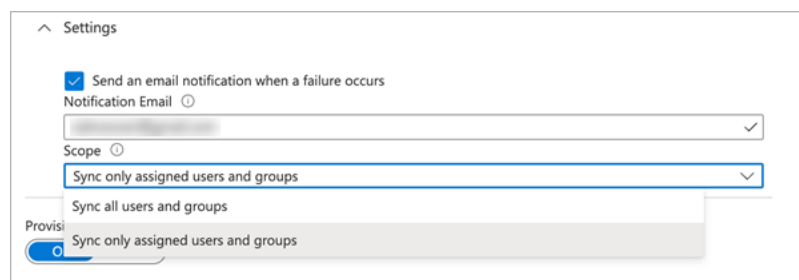 Settings
Send an email notification when a failure occurs
Notification Email
Scope
Sync only assigned users and groups
Sync all users and groups
Sync only assigned users and groups